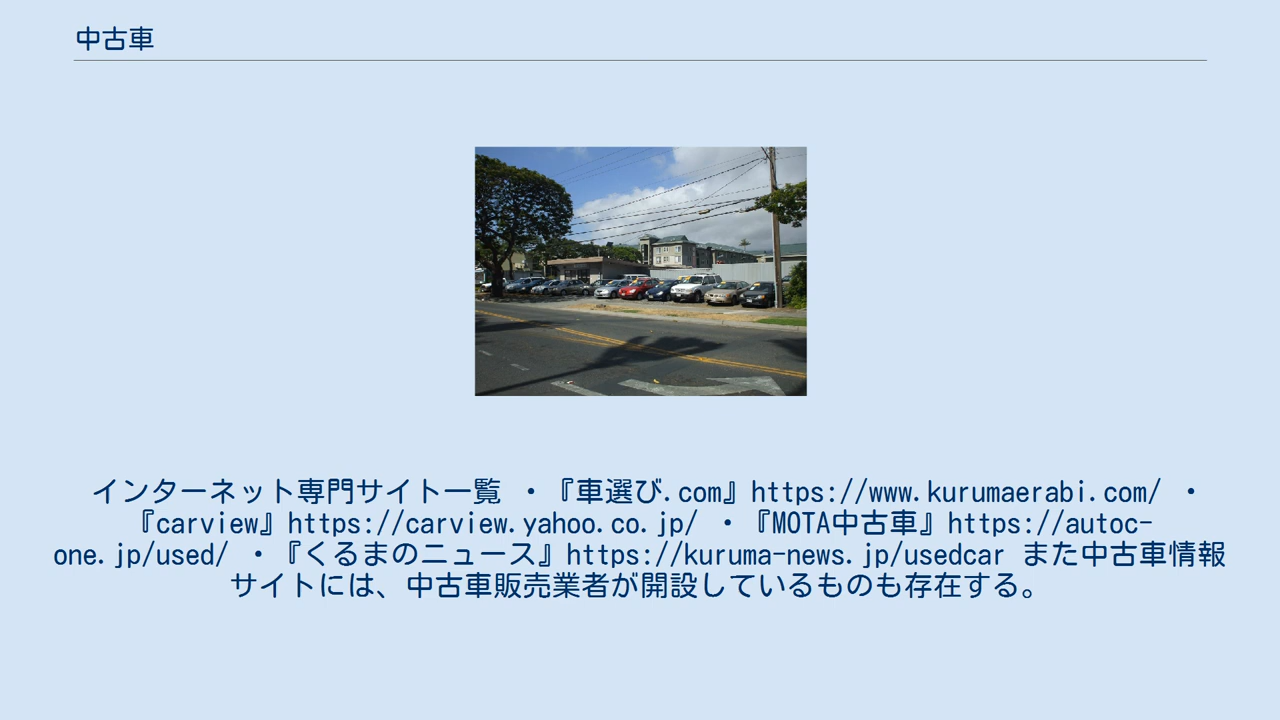 中古車
インターネット専門サイト一覧 ・『車選び.com』https://www.kurumaerabi.com/ ・
『carview』https://carview.yahoo.co.jp/ ・『MOTA中古車』https://autoc-
one.jp/used/ ・『くるまのニュース』https://kuruma-news.jp/usedcar また中古車情報
サイトには、中古車販売業者が開設しているものも存在する。